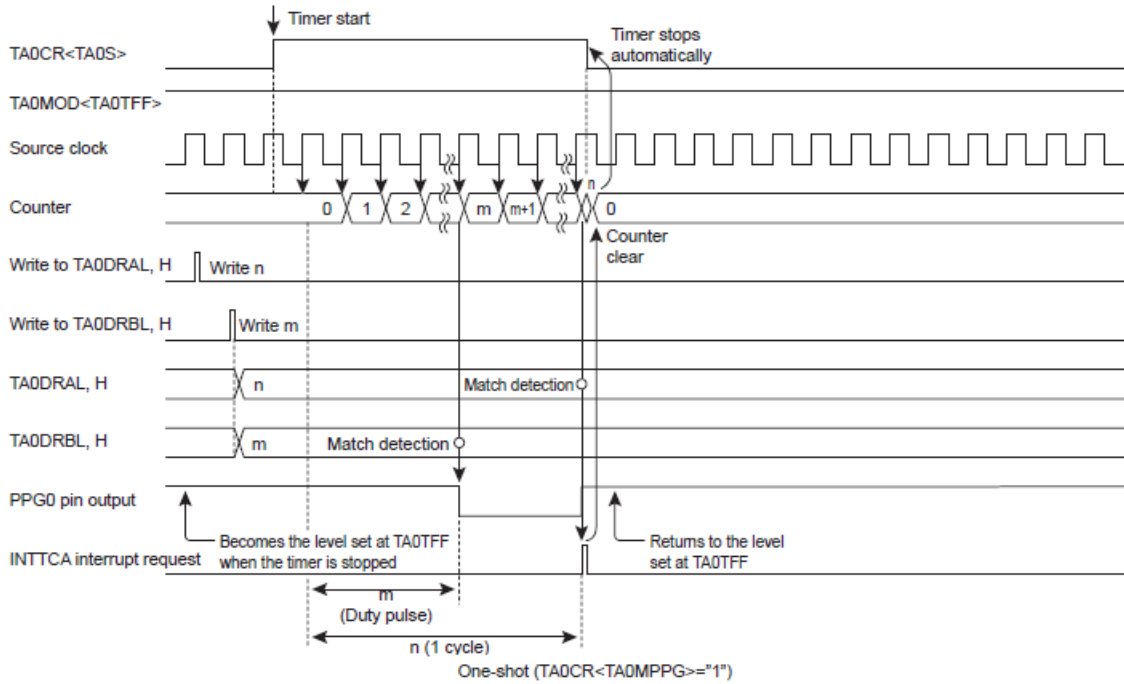 Timer start
TA0CR<TA0S>
Timer stops
automatically
TA0MOD<TA0TFF>
Source clock
Counter
0
1
2
m
m+1
n
0
Counter
clear
Write to TA0DRAL, H
Write n
Write to TA0DRBL, H
Write m
TA0DRAL, H
n
Match detection
TA0DRBL, H
m
Match detection
PPG0 pin output
Becomes the level set at TA0TFF
when the timer is stopped
Returns to the level
set at TA0TFF
INTTCA interrupt request
m
(Duty pulse)
n (1 cycle)
One-shot (TA0CR<TA0MPPG>="1")